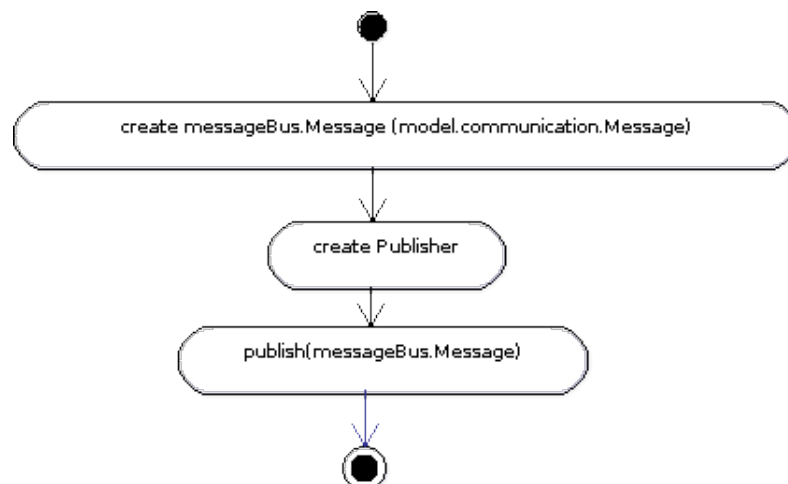 create messageBus.Message (model.communication.Message)
create Publisher
publish(messageBus.Message)